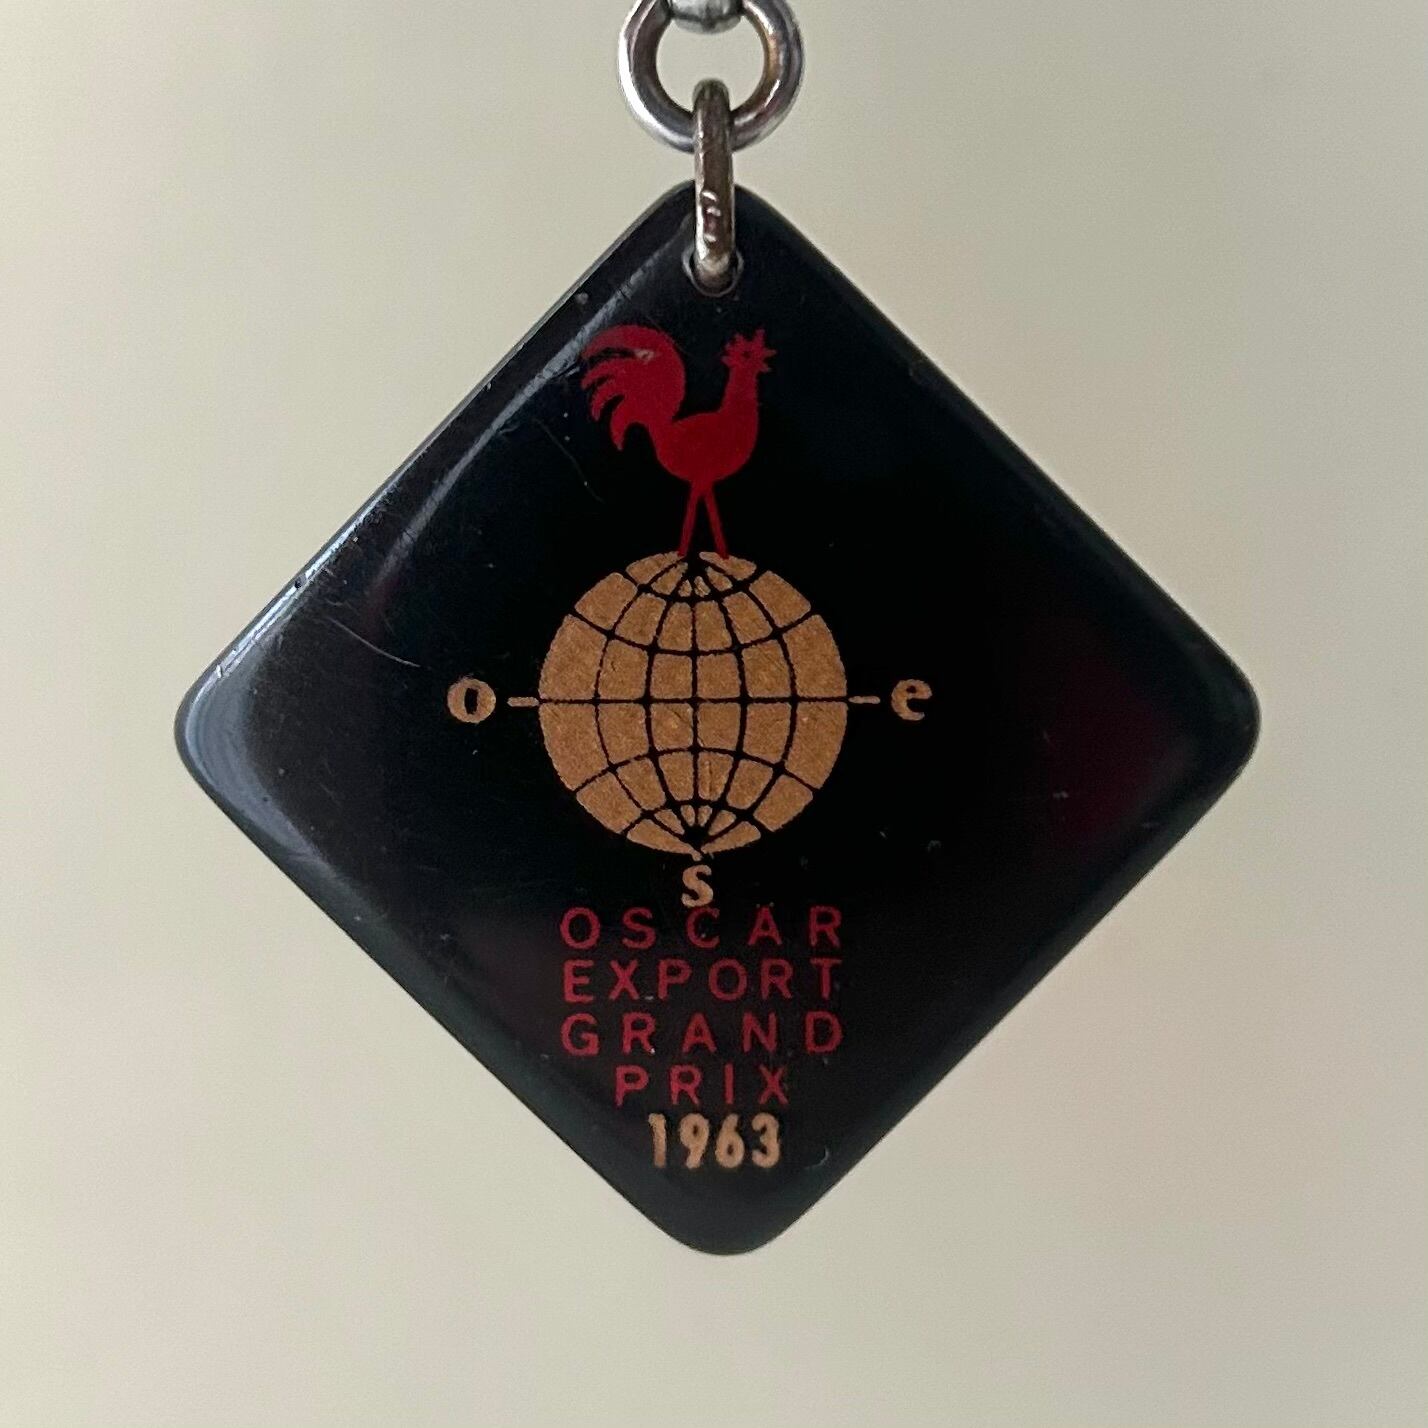 o e
s
OSCAR
EXPORT
GRAND
PRIX
1963